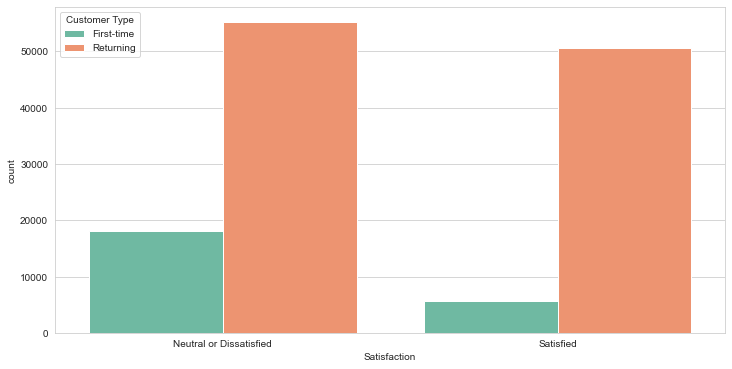 Customer Type
First-time
Returning
50000
40000
30000
20000
10000
0
count
Neutral or Dissatisfied
Satisfied
Satisfaction